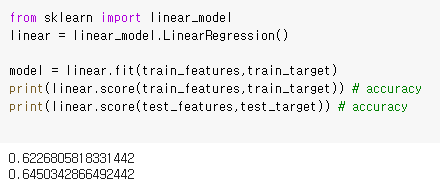 from sklearn import linear_model
linear = linear_model.LinearRegression()
model = linear.fit(train_features,train_target)
print(linear.score(train_features,train_target)) # accuracy
print(linear.score(test_features,test_target)) # accuracy
0.6226805818331442
0.6450342866492442